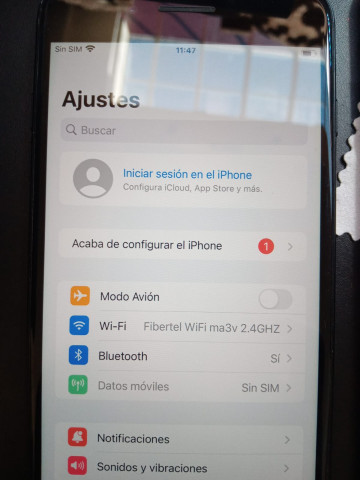 Sin SIM
11:47
Ajustes
Buscar
Iniciar sesión en el iPhone
Configura iCloud, App Store y más.
Acaba de configurar el iPhone 1
Modo Avión
Wi-Fi Fibertel WiFi ma3v 2.4GHZ
Bluetooth Sí
Datos móviles Sin SIM
Notificaciones
Sonidos y vibraciones